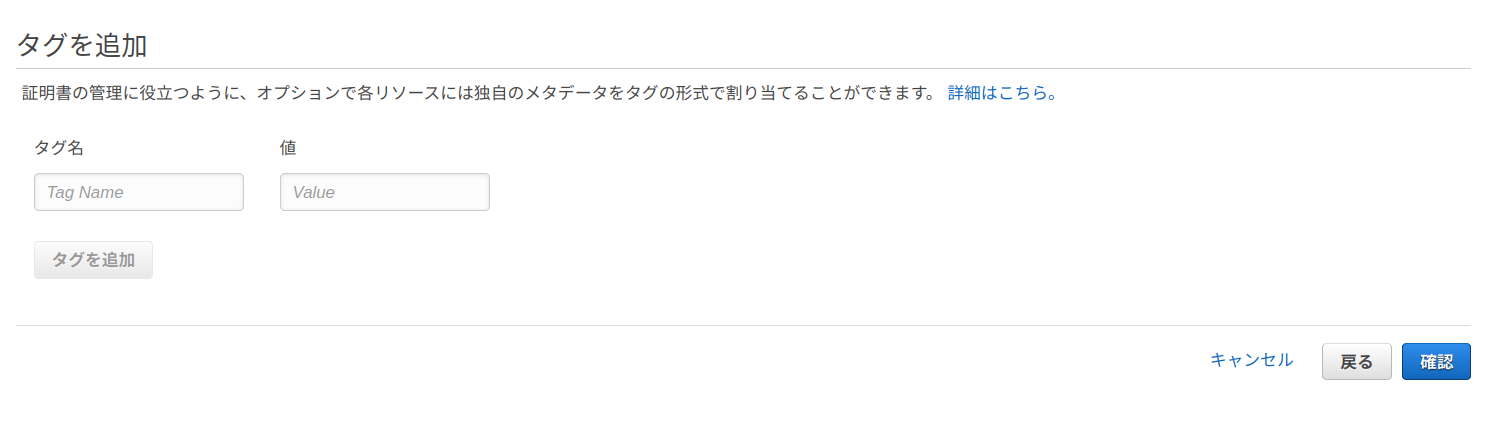 タグを追加
証明書の管理に役立つように、オプションで各リソースには独自のメタデータをタグの形式で割り当てることができます。 詳細はこちら。
タグ名 値
Tag Name Value
タグを追加
キャンセル 戻る 確認